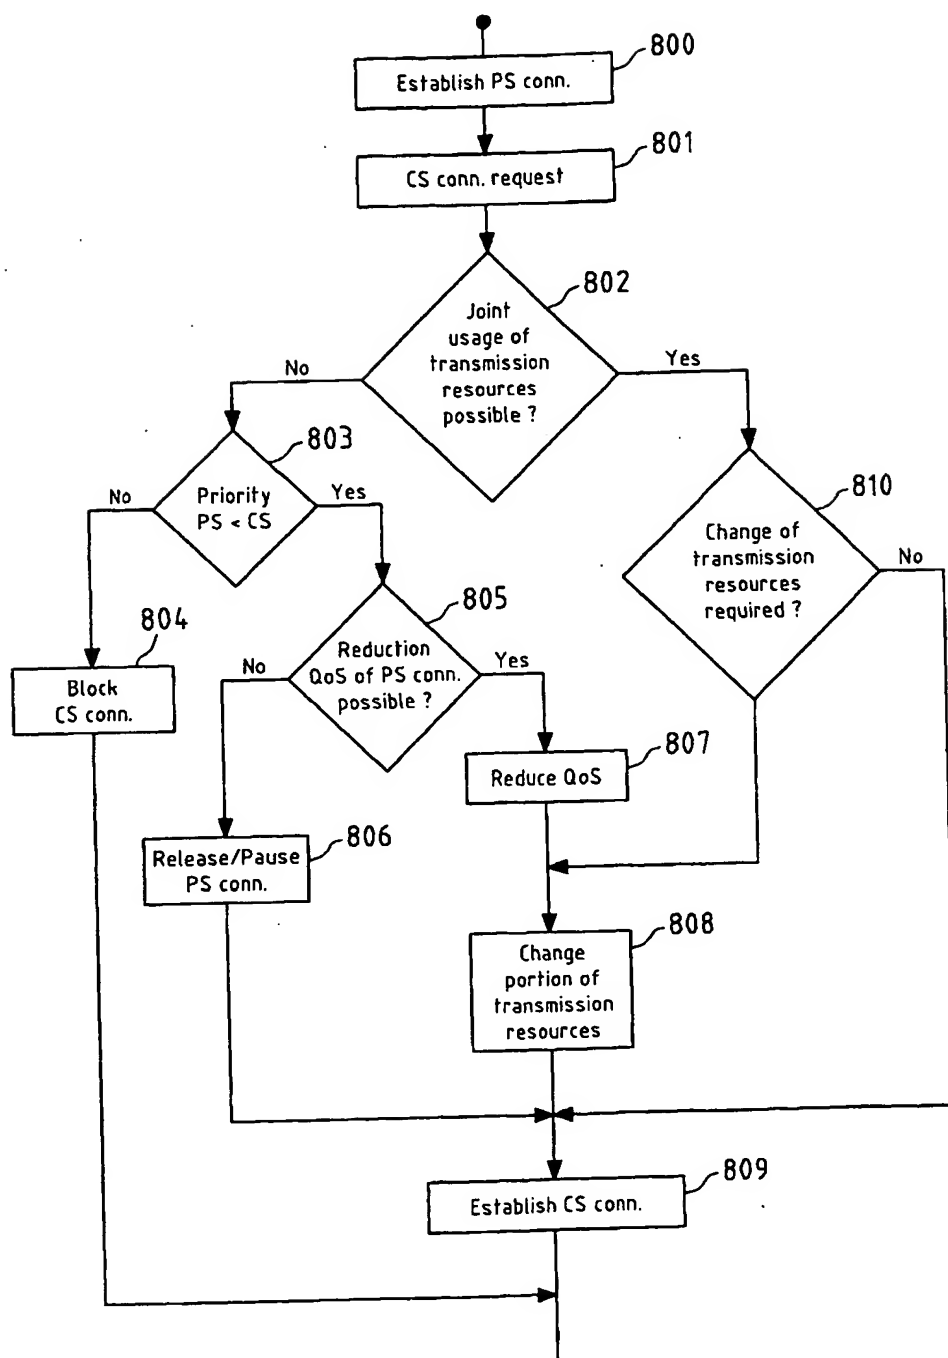 800
Establish PS conn.
801
CS conn. request
802
Joint
usage of
transmission
resources
possible ?
No
Yes
803
Priority
PS < CS
No
Yes
810
Change of
transmission
resources
required ?
No
804
Block
CS conn.
805
Reduction
QoS of PS conn.
possible ?
No
Yes
807
Reduce QoS
806
Release/Pause
PS conn.
808
Change
portion of
transmission
resources
809
Establish CS conn.